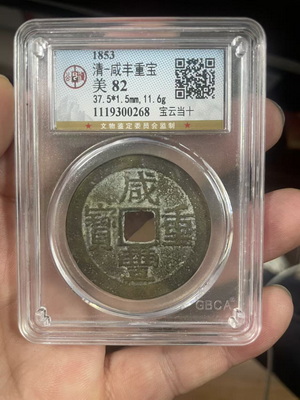 1853
清-咸丰重宝
美 82
37.5*1.5mm,11.6g
1119300268 宝云当十
★ 文物鉴定委员会监制 ★
咸
寳 重
豐
GBCA